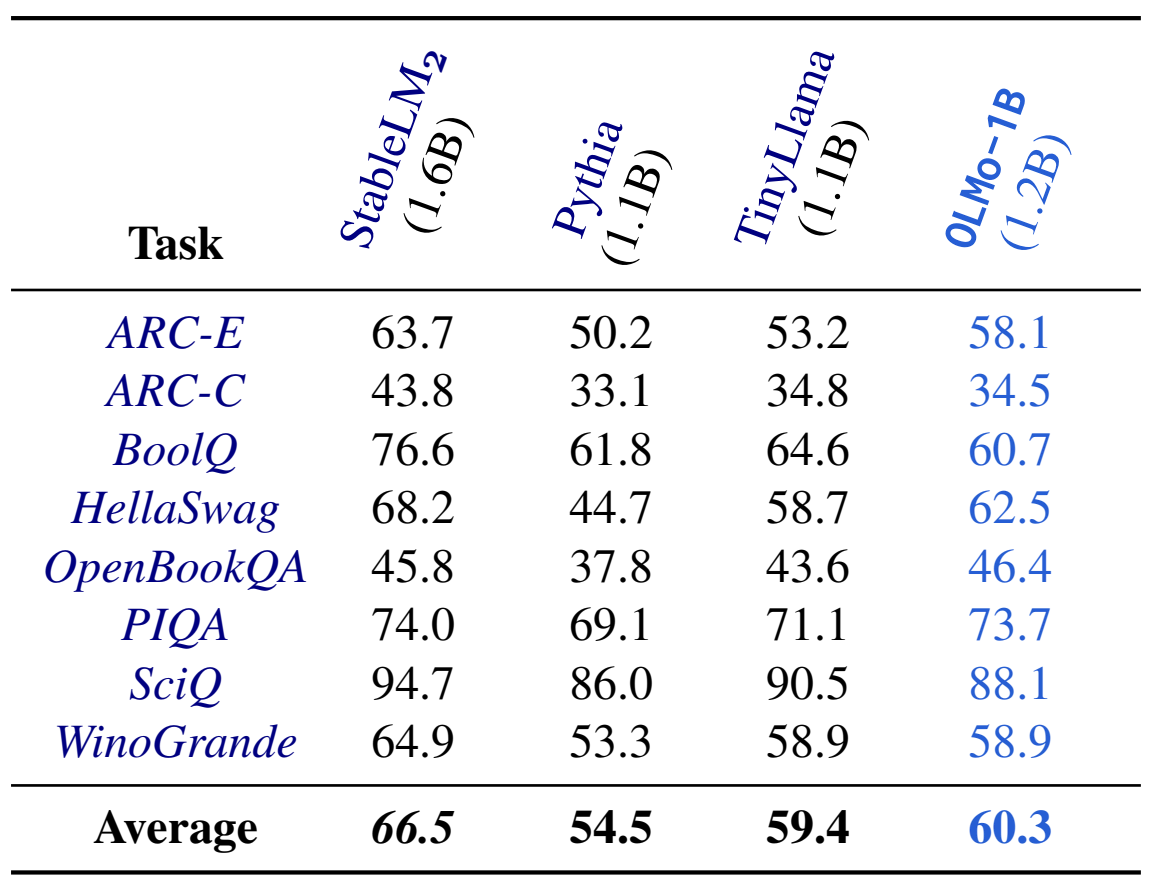 Task StableLM2 (1.6B) Pythia (1.1B) TinyLlama (1.1B) OLMo-1B (1.2B)
ARC-E 63.7 50.2 53.2 58.1
ARC-C 43.8 33.1 34.8 34.5
BoolQ 76.6 61.8 64.6 60.7
HellaSwag 68.2 44.7 58.7 62.5
OpenBookQA 45.8 37.8 43.6 46.4
PIQA 74.0 69.1 71.1 73.7
SciQ 94.7 86.0 90.5 88.1
WinoGrande 64.9 53.3 58.9 58.9
Average 66.5 54.5 59.4 60.3